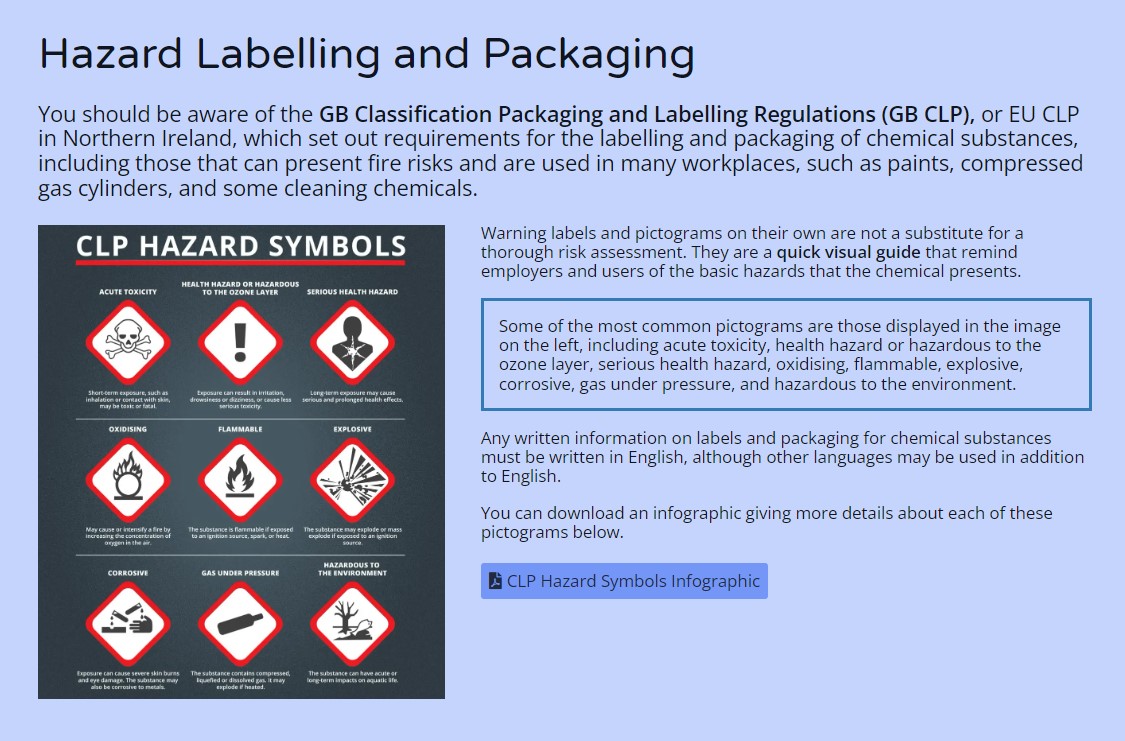 Hazard Labelling and Packaging
You should be aware of the GB Classification Packaging and Labelling Regulations (GB CLP), or EU CLP
in Northern Ireland, which set out requirements for the labelling and packaging of chemical substances,
including those that can present fire risks and are used in many workplaces, such as paints, compressed
gas cylinders, and some cleaning chemicals.
CLP HAZARD SYMBOLS
ACUTE TOXICITY
HEALTH HAZARD OR HAZARDOUS
TO THE OZONE LAYER
SERIOUS HEALTH HAZARD
Short-term exposure, such as
inhalation or contact with skin,
may be toxic or fatal.
Exposure can result in irritation,
drowsiness or dizziness, or cause less
serious toxicity.
Long-term exposure may cause
serious and prolonged health effects.
OXIDISING
FLAMMABLE
EXPLOSIVE
May cause or intensify a fire by
increasing the concentration of
oxygen in the air.
The substance is flammable if exposed
to an ignition source, spark, or heat.
The substance may explode or mass
explode if exposed to an ignition
source.
CORROSIVE
GAS UNDER PRESSURE
HAZARDOUS TO
THE ENVIRONMENT
Exposure can cause severe skin burns
and eye damage. The substance may
also be corrosive to metals.
The substance contains compressed,
liquefied or dissolved gas. It may
explode if heated.
The substance can have acute or
long-term impacts on aquatic life.
Warning labels and pictograms on their own are not a substitute for a
thorough risk assessment. They are a quick visual guide that remind
employers and users of the basic hazards that the chemical presents.
Some of the most common pictograms are those displayed in the image
on the left, including acute toxicity, health hazard or hazardous to the
ozone layer, serious health hazard, oxidising, flammable, explosive,
corrosive, gas under pressure, and hazardous to the environment.
Any written information on labels and packaging for chemical substances
must be written in English, although other languages may be used in addition
to English.
You can download an infographic giving more details about each of these
pictograms below.
CLP Hazard Symbols Infographic